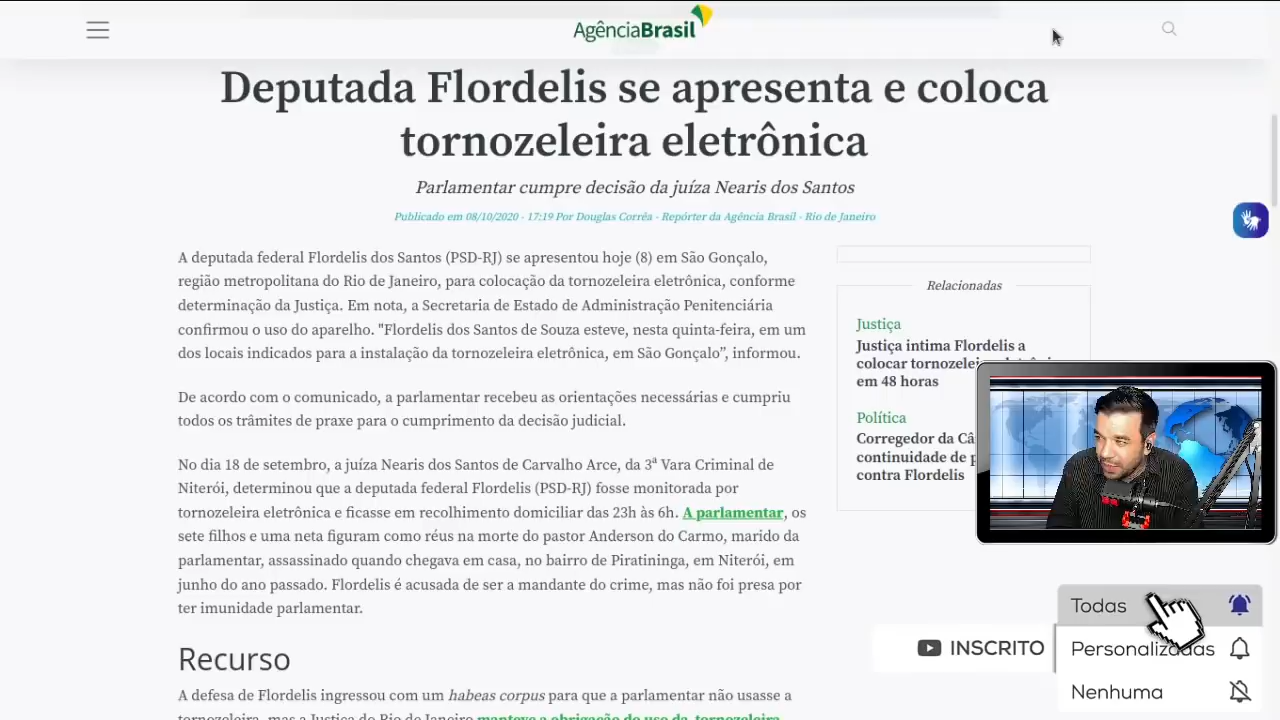 AgênciaBrasil
Deputada Flordelis se apresenta e coloca
tornozeleira eletrônica
Parlamentar cumpre decisão da juíza Nearis dos Santos
Publicado em 08/10/2020 - 17:19 Por Douglas Corrêa - Repórter da Agência Brasil - Rio de Janeiro
A deputada federal Flordelis dos Santos (PSD-RJ) se apresentou hoje (8) em São Gonçalo,
região metropolitana do Rio de Janeiro, para colocação da tornozeleira eletrônica, conforme
determinação da Justiça. Em nota, a Secretaria de Estado de Administração Penitenciária
confirmou o uso do aparelho. "Flordelis dos Santos de Souza esteve, nesta quinta-feira, em um
dos locais indicados para a instalação da tornozeleira eletrônica, em São Gonçalo”, informou.
De acordo com o comunicado, a parlamentar recebeu as orientações necessárias e cumpriu
todos os trâmites de praxe para o cumprimento da decisão judicial.
No dia 18 de setembro, a juíza Nearis dos Santos de Carvalho Arce, da 3ª Vara Criminal de
Niterói, determinou que a deputada federal Flordelis (PSD-RJ) fosse monitorada por
tornozeleira eletrônica e ficasse em recolhimento domiciliar das 23h às 6h. A parlamentar, os
sete filhos e uma neta figuram como réus na morte do pastor Anderson do Carmo, marido da
parlamentar, assassinado quando chegava em casa, no bairro de Piratininga, em Niterói, em
junho do ano passado. Flordelis é acusada de ser a mandante do crime, mas não foi presa por
ter imunidade parlamentar.
Recurso
A defesa de Flordelis ingressou com um habeas corpus para que a parlamentar não usasse a
tornozeleira, mas a Justiça do Rio de Janeiro manteve a obrigação do uso da tornozeleira
Relacionadas
Justiça
Justiça intima Flordelis a
colocar
em 48 horas
Política
Corregedor da
continuidade de
contra Flordelis
INSCRITO
Todas
Personalizadas
Nenhuma